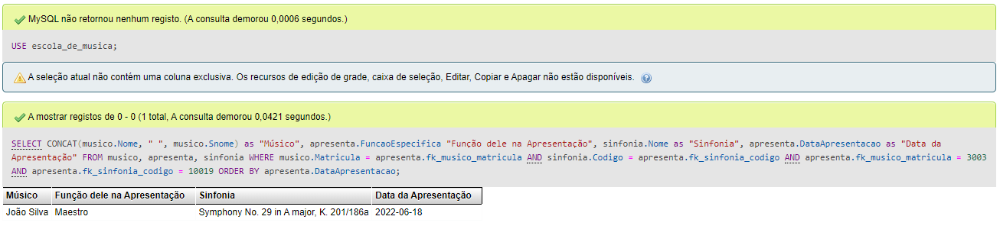 MySQL não retornou nenhum registo. (A consulta demorou 0,0006 segundos.)
USE escola_de_musica;
A seleção atual não contém uma coluna exclusiva. Os recursos de edição de grade, caixa de seleção, Editar, Copiar e Apagar não estão disponíveis.
A mostrar registos de 0 - 0 (1 total, A consulta demorou 0,0421 segundos.)
SELECT CONCAT(musico.Nome, " ", musico.Snome) as "Músico", apresenta.FuncaoEspecifica "Função dele na Apresentação", sinfonia.Nome as "Sinfonia", apresenta.DataApresentacao as "Data da
Apresentação" FROM musico, apresenta, sinfonia WHERE musico.Matricula = apresenta.fk_musico_matricula AND sinfonia.Codigo = apresenta.fk_sinfonia_codigo AND apresenta.fk_musico_matricula = 3003
AND apresenta.fk_sinfonia_codigo = 10019 ORDER BY apresenta.DataApresentacao;
Músico Função dele na Apresentação Sinfonia Data da Apresentação
João Silva Maestro Symphony No. 29 in A major, K. 201/186a 2022-06-18